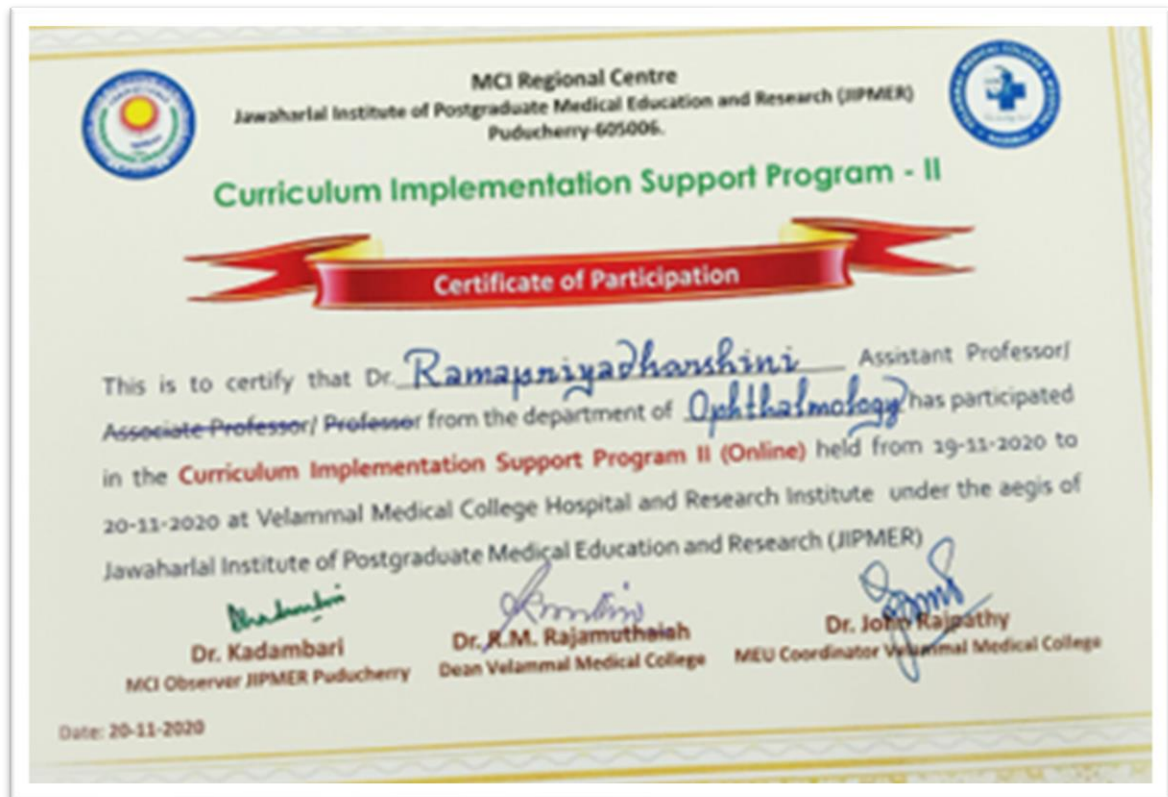 MCI Regional Centre
Jawaharlal Institute of Postgraduate Medical Education and Research (JIPMER)
Puducherry-605006.
Curriculum Implementation Support Program - II
Certificate of Participation
This is to certify that Dr. Ramapriyadharshini Assistant Professor/
Associate Professor/ Professor from the department of Ophthalmology has participated
in the Curriculum Implementation Support Program II (Online) held from 19-11-2020 to
20-11-2020 at Velammal Medical College Hospital and Research Institute under the aegis of
Jawaharlal Institute of Postgraduate Medical Education and Research (JIPMER)
Dr. Kadambari Dr. R.M. Rajamuthaiah Dr. John Rajpathy
MCI Observer JIPMER Puducherry Dean Velammal Medical College MEU Coordinator Velammal Medical College
Date: 20-11-2020